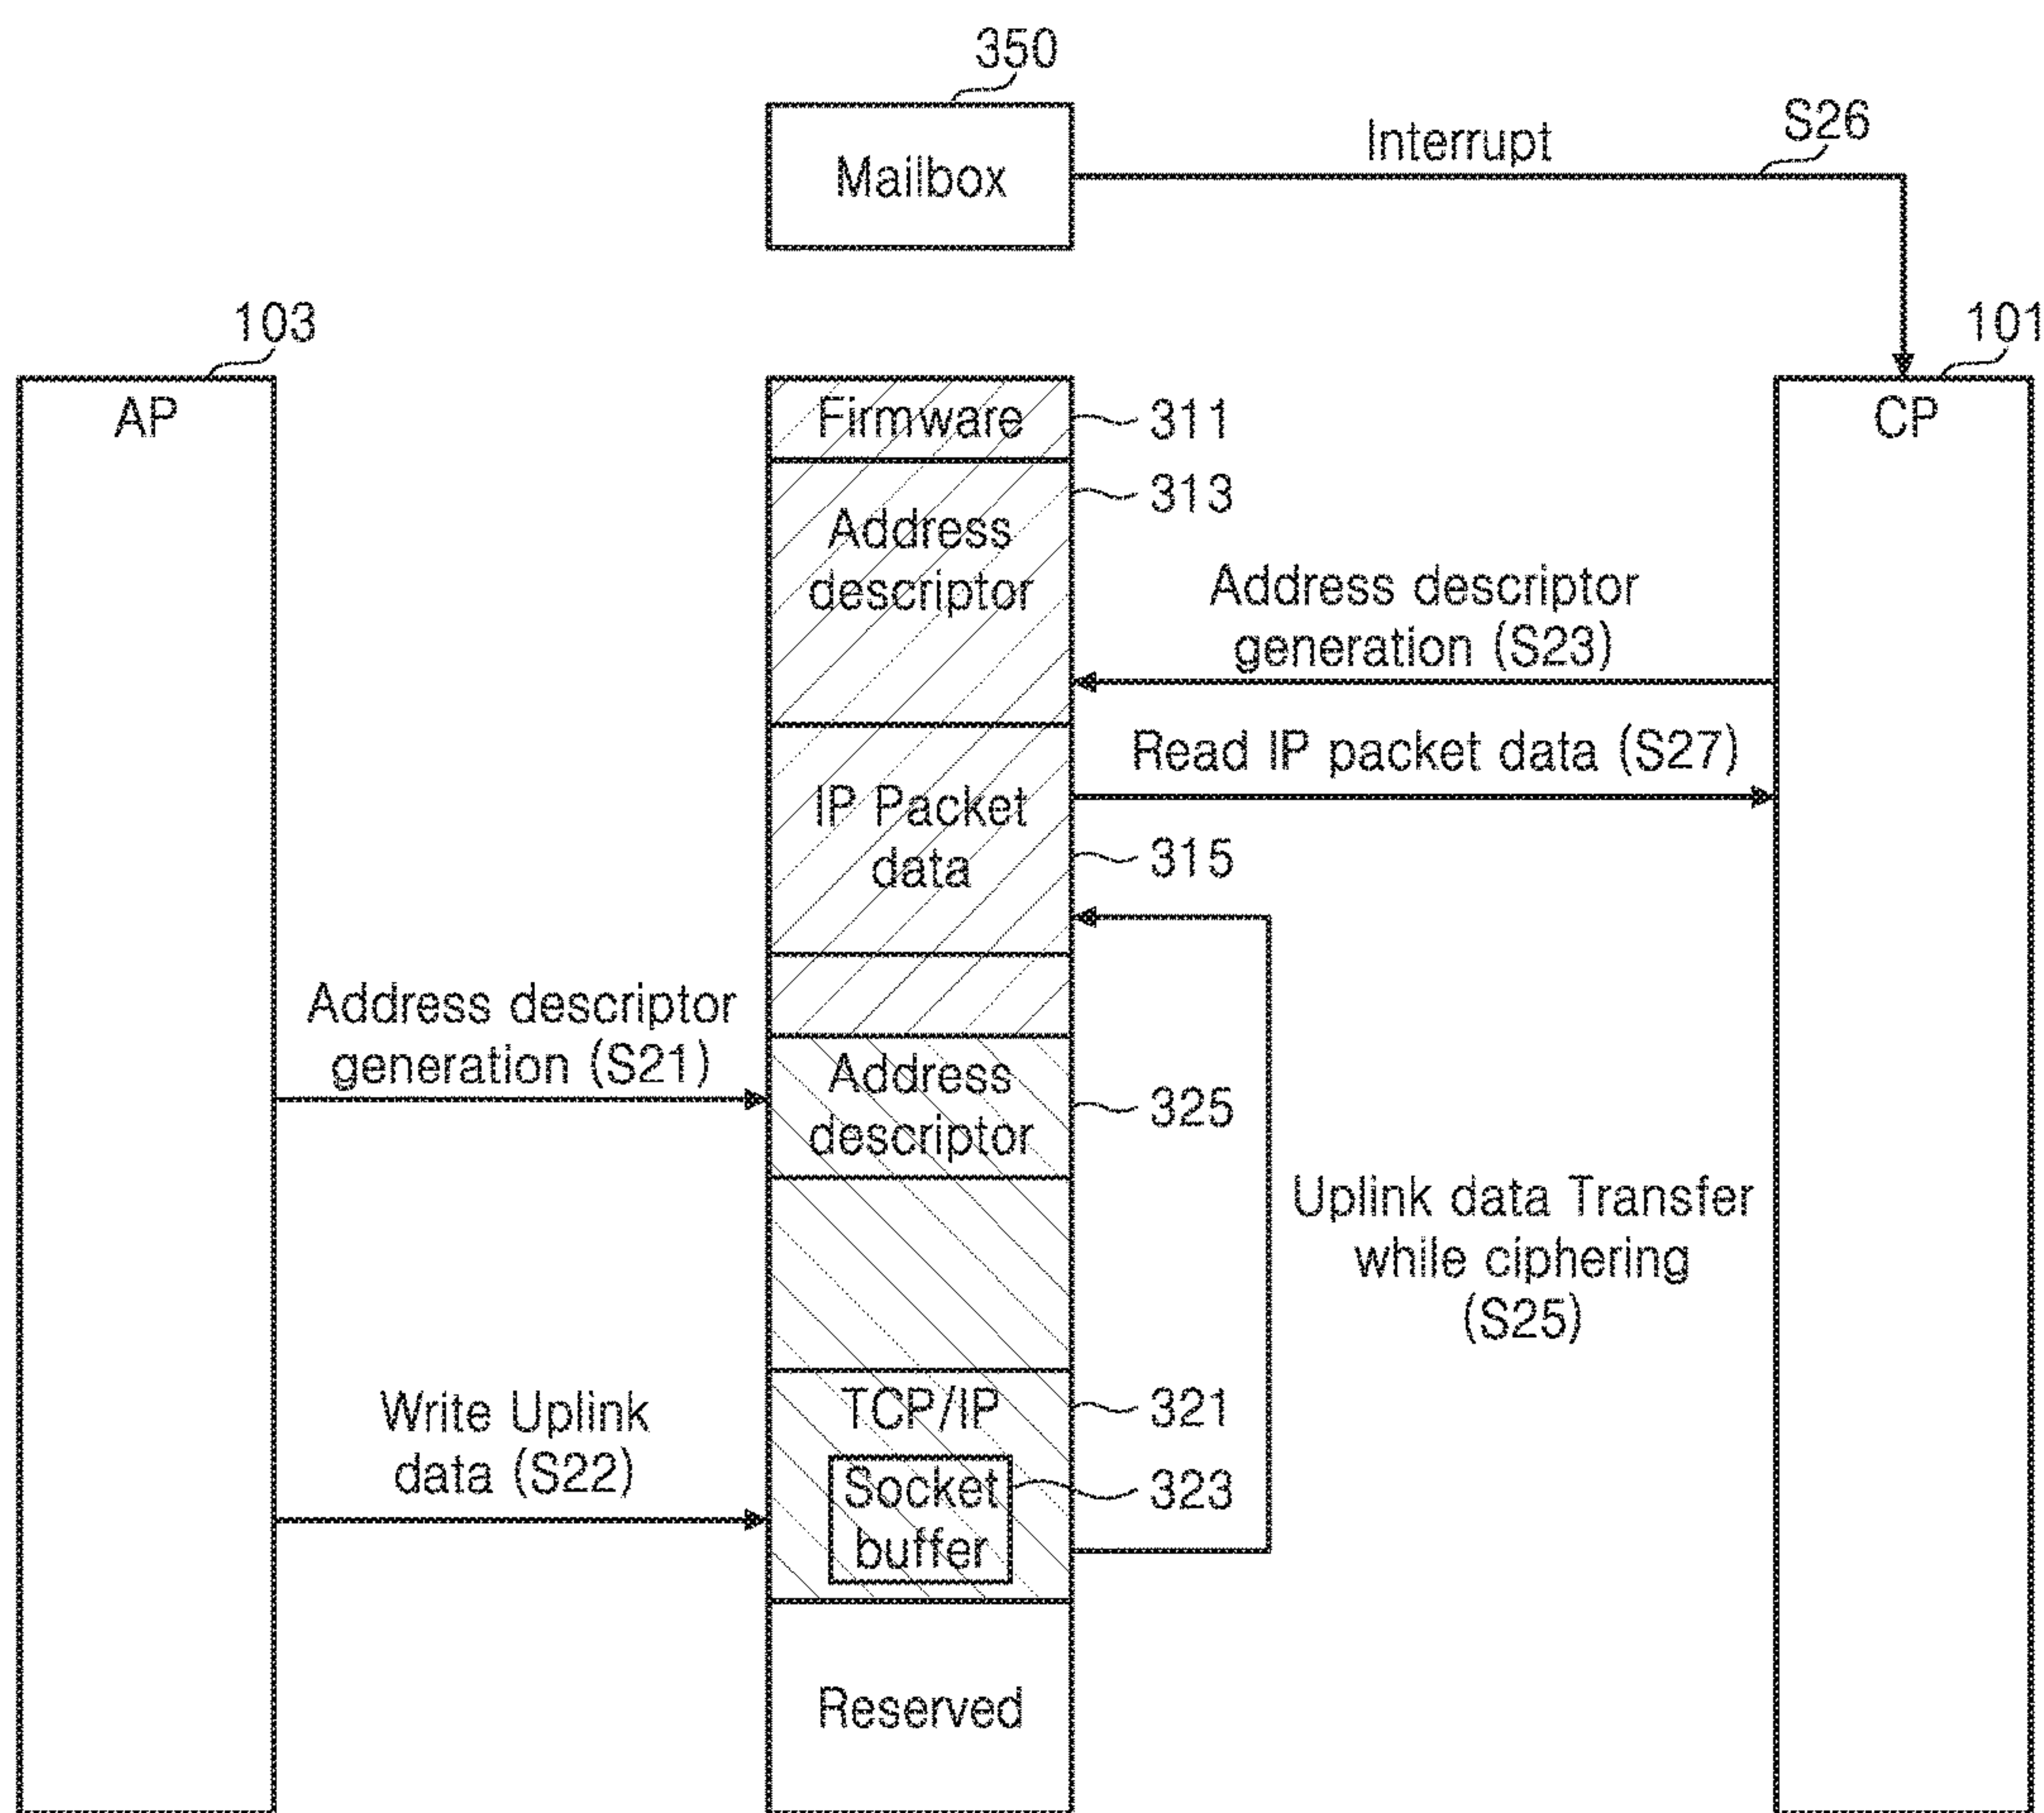 350
Mailbox
Interrupt
S26
103
101
AP
CP
Firmware
311
313
Address
descriptor
Address descriptor
generation (S23)
Read IP packet data (S27)
IP Packet
data
315
Address descriptor
generation (S21)
Address
descriptor
325
Uplink data Transfer
while ciphering
(S25)
TCP/IP
321
Write Uplink
data (S22)
Socket
buffer
323
Reserved